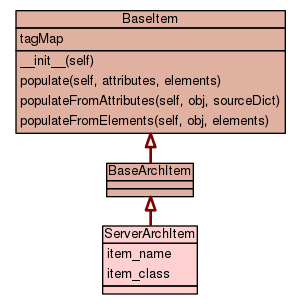 BaseItem
tagMap
__init__(self)
populate(self, attributes, elements)
populateFromAttributes(self, obj, sourceDict)
populateFromElements(self, obj, elements)
BaseArchItem
ServerArchItem
item_name
item_class